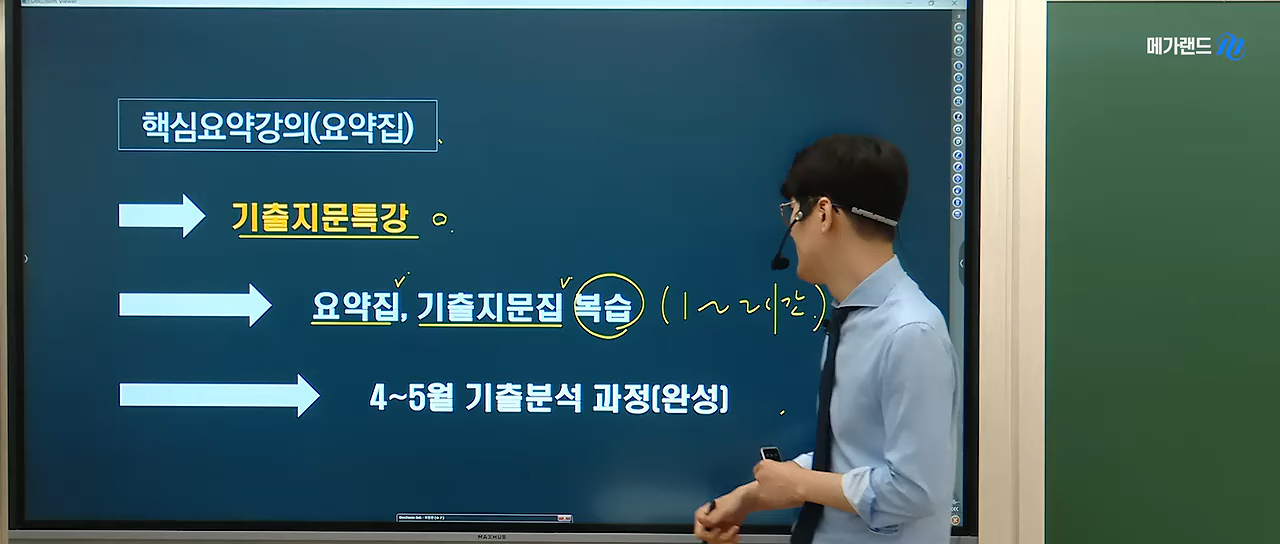 메가랜드
핵심요약강의(요약집)
기출지문특강
요약집, 기출지문집 복습 (1~2시간)
4~5월 기출분석 과정(완성)
MAXHUB